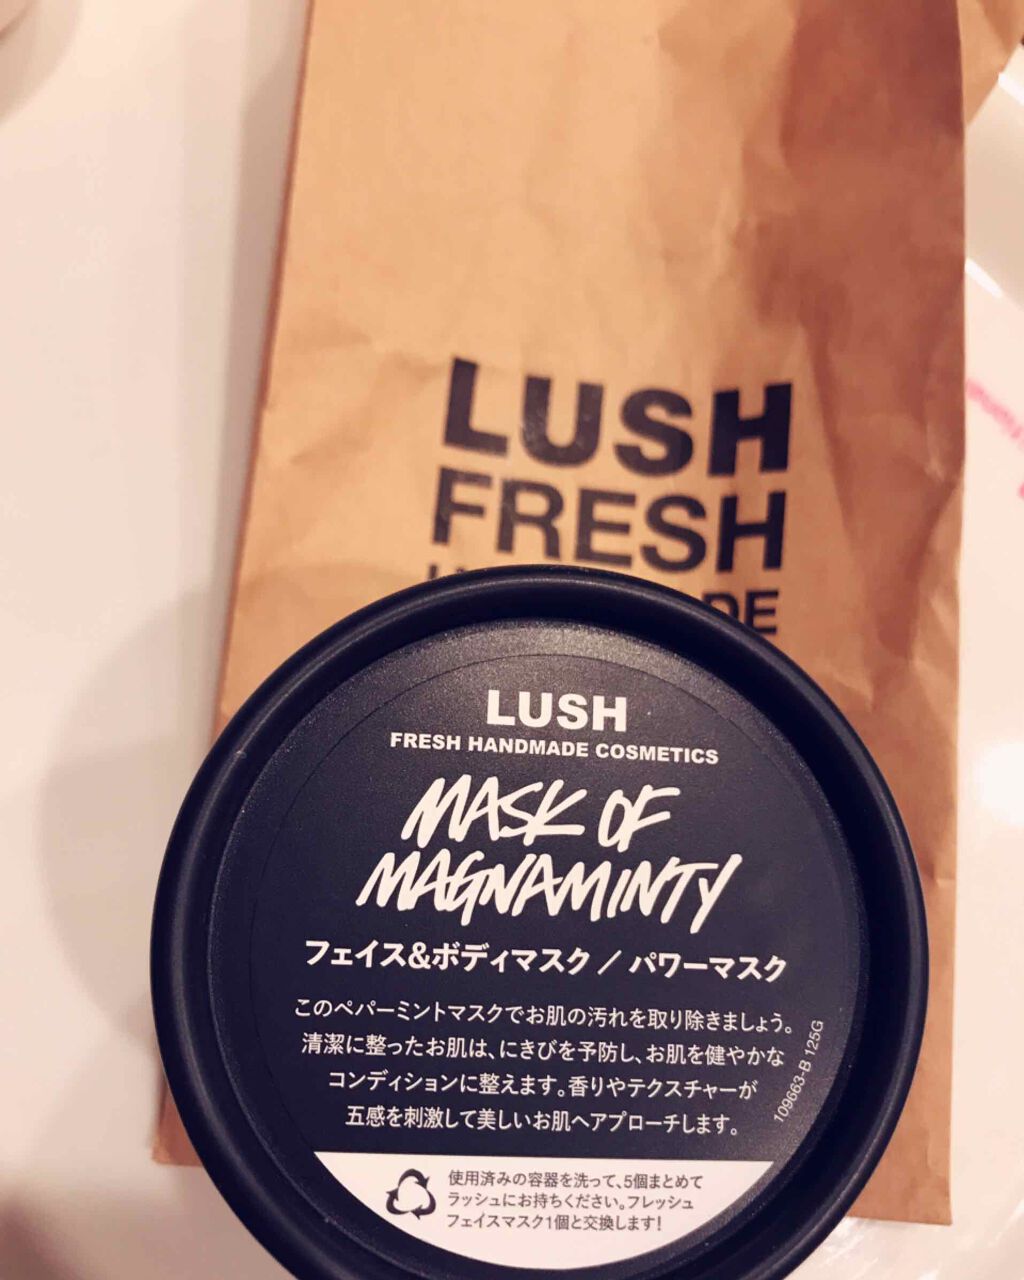 LUSH
FRESH
DE
LUSH
FRESH HANDMADE COSMETICS
MASK OF
MAGNAMINTY
フェイス&ボディマスク / パワーマスク
このペパーミントマスクでお肌の汚れを取り除きましょう。
清潔に整ったお肌は、にきびを予防し、お肌を健やかな
コンディションに整えます。香りやテクスチャーが
五感を刺激して美しいお肌へアプローチします。
109663-B 125G
使用済みの容器を洗って、5個まとめて
ラッシュにお持ちください。フレッシュ
フェイスマスク1個と交換します!